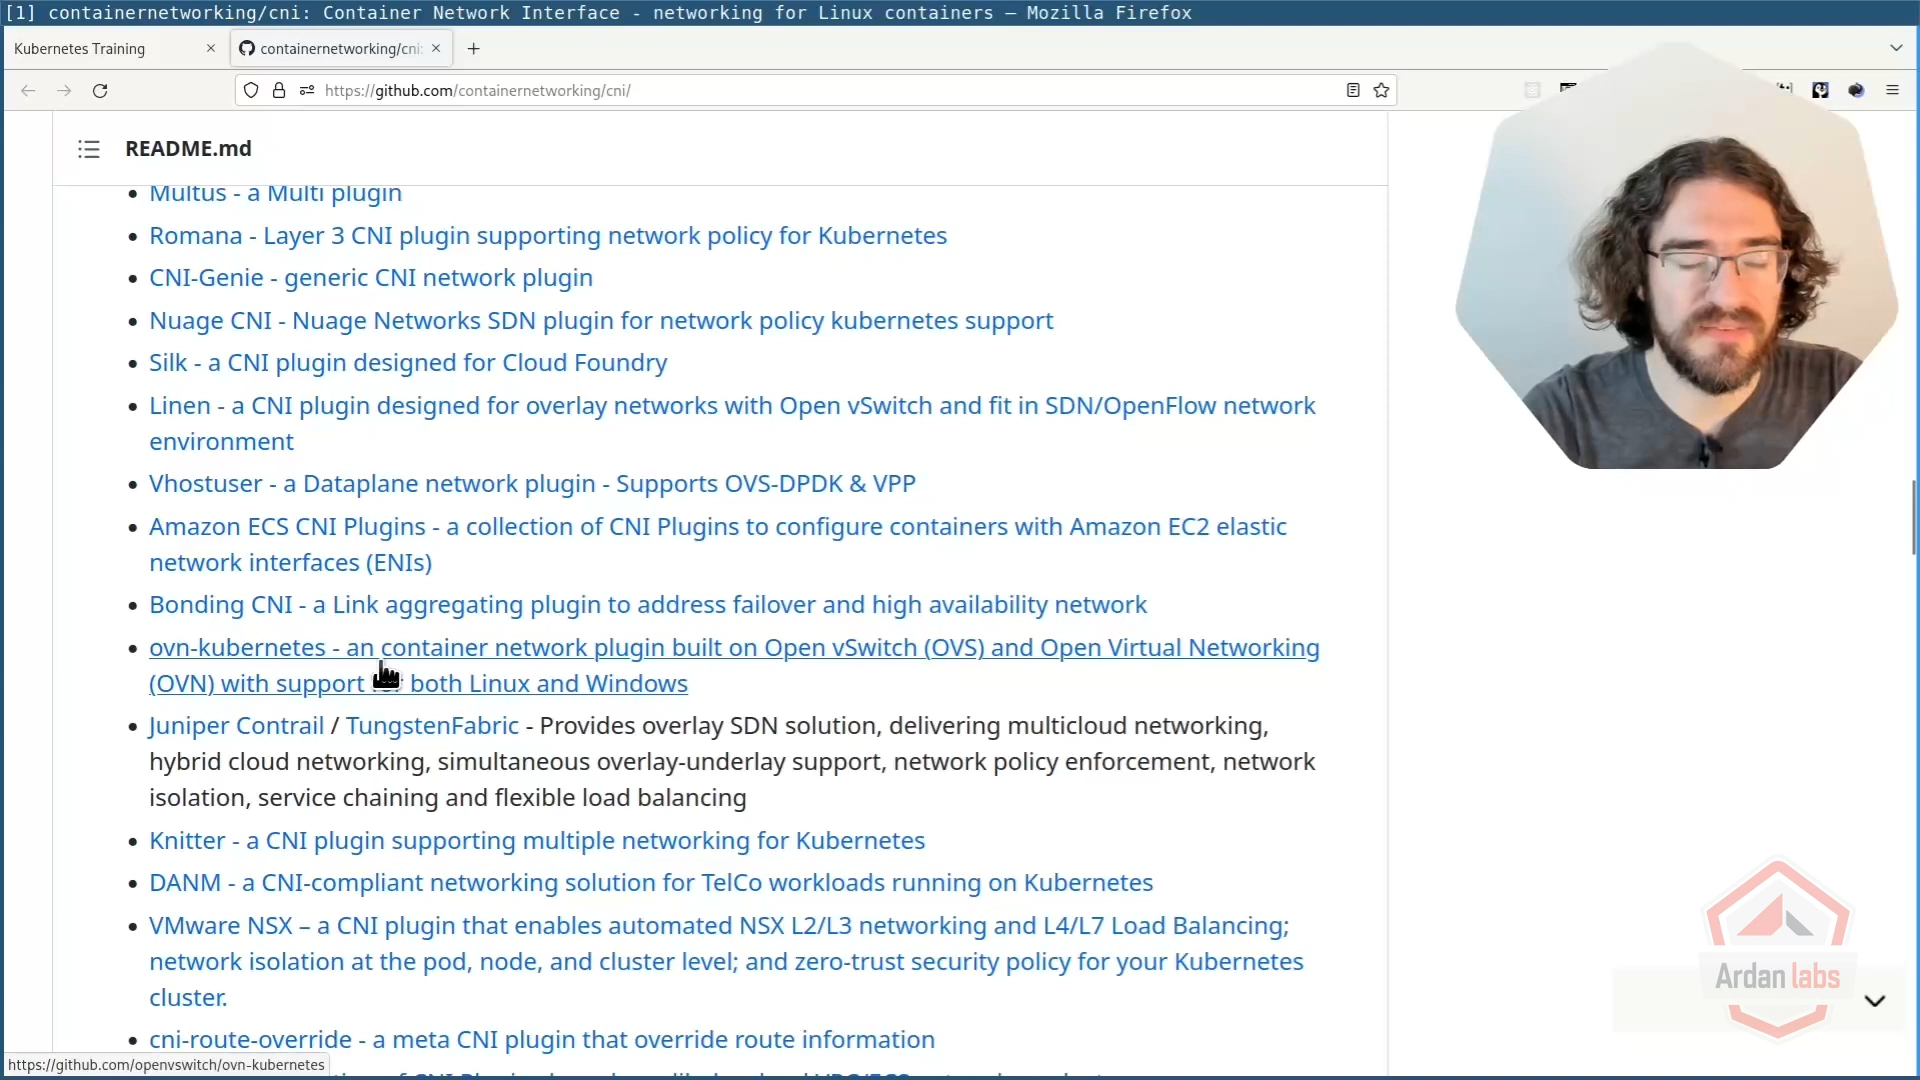 [1] containernetworking/cni: Container Network Interface - networking for Linux containers — Mozilla Firefox
Kubernetes Training
containernetworking/cni:
https://github.com/containernetworking/cni/
README.md
Multus - a Multi plugin
Romana - Layer 3 CNI plugin supporting network policy for Kubernetes
CNI-Genie - generic CNI network plugin
Nuage CNI - Nuage Networks SDN plugin for network policy kubernetes support
Silk - a CNI plugin designed for Cloud Foundry
Linen - a CNI plugin designed for overlay networks with Open vSwitch and fit in SDN/OpenFlow network
environment
Vhostuser - a Dataplane network plugin - Supports OVS-DPDK & VPP
Amazon ECS CNI Plugins - a collection of CNI Plugins to configure containers with Amazon EC2 elastic
network interfaces (ENIs)
Bonding CNI - a Link aggregating plugin to address failover and high availability network
ovn-kubernetes - an container network plugin built on Open vSwitch (OVS) and Open Virtual Networking
(OVN) with support for both Linux and Windows
Juniper Contrail / TungstenFabric - Provides overlay SDN solution, delivering multicloud networking,
hybrid cloud networking, simultaneous overlay-underlay support, network policy enforcement, network
isolation, service chaining and flexible load balancing
Knitter - a CNI plugin supporting multiple networking for Kubernetes
DANM - a CNI-compliant networking solution for TelCo workloads running on Kubernetes
VMware NSX – a CNI plugin that enables automated NSX L2/L3 networking and L4/L7 Load Balancing;
network isolation at the pod, node, and cluster level; and zero-trust security policy for your Kubernetes
cluster.
cni-route-override - a meta CNI plugin that override route information
https://github.com/openvswitch/ovn-kubernetes
Ardan labs